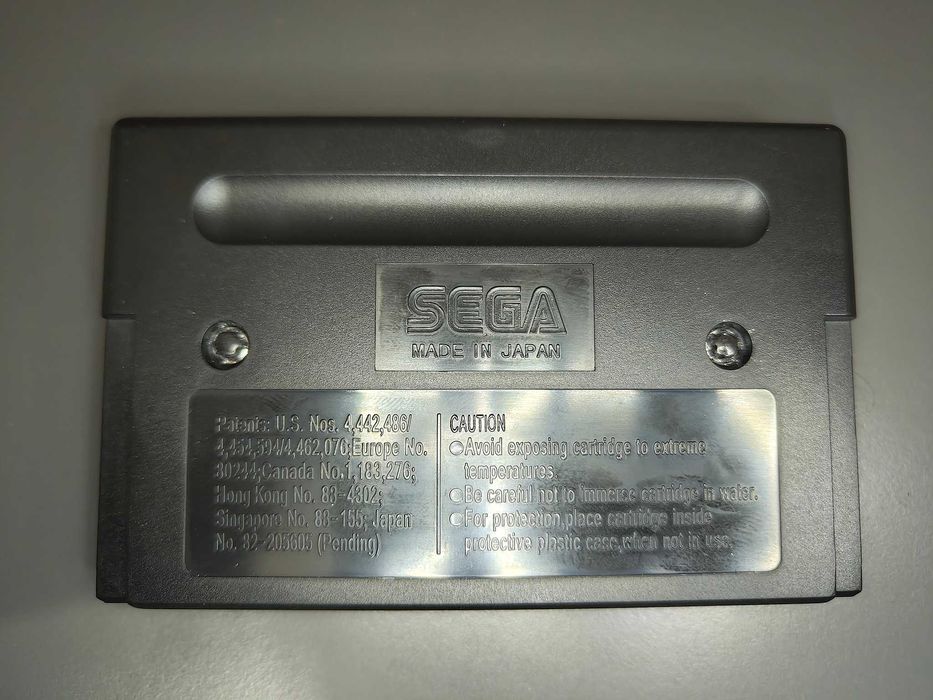 SEGA
MADE IN JAPAN
Patents: U.S. Nos. 4,442,486/
4,454,594/4,462,076;Europe No.
80244;Canada No.1,183,276;
Hong Kong No. 88-4302;
Singapore No. 88-155; Japan
No. 82-205605 (Pending)
CAUTION
Avoid exposing cartridge to extreme
temperatures.
Be careful not to immerse cartridge in water.
For protection,place cartridge inside
protective plastic case,when not in use.